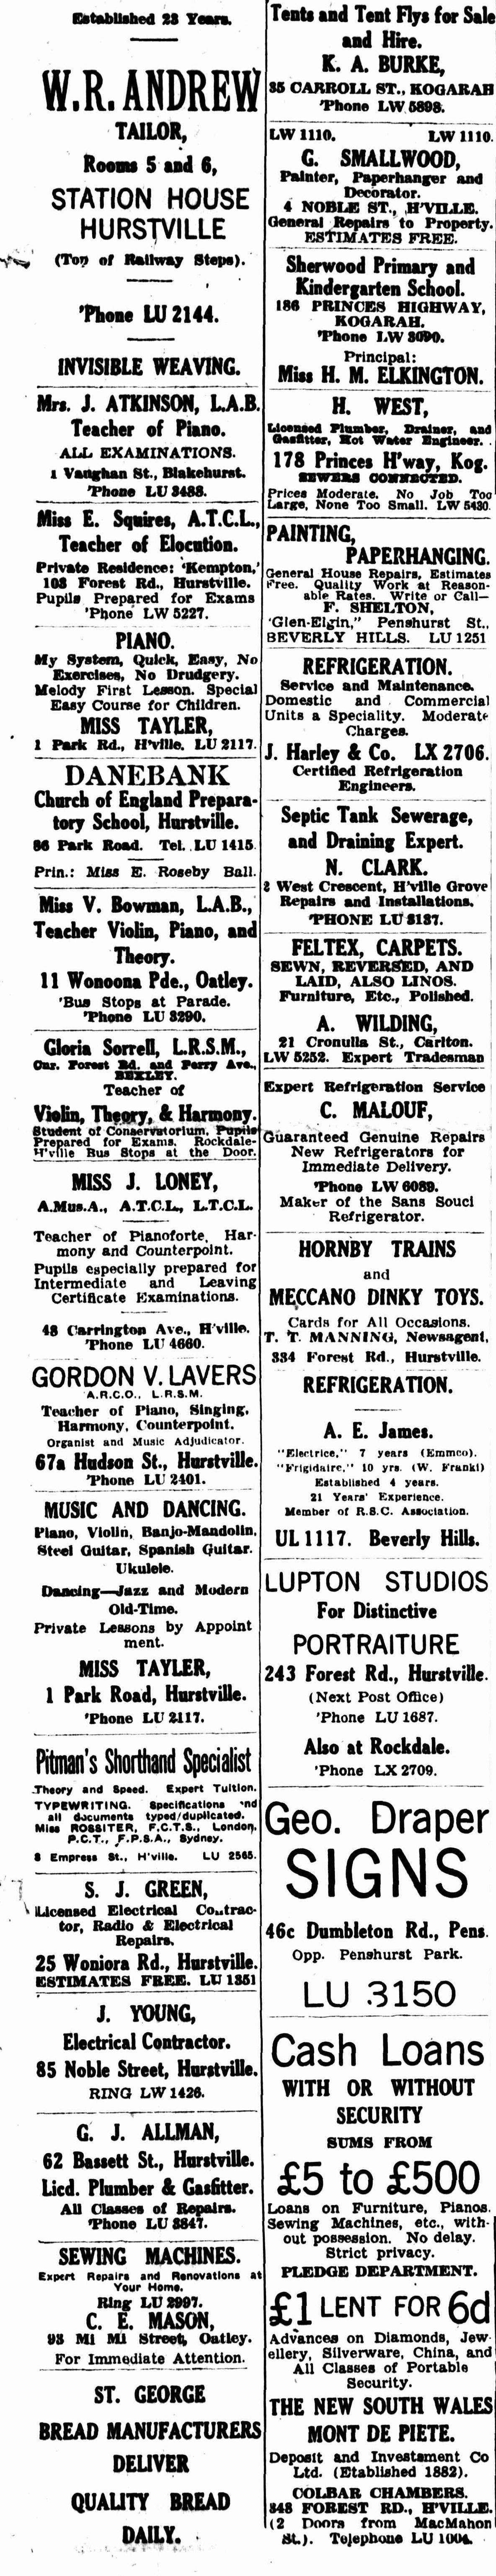 Established 23 Years.
W.R. ANDREW
TAILOR,
Rooms 5 and 6,
STATION HOUSE
HURSTVILLE
(Top of Railway Steps).
'Phone LU 2144.
INVISIBLE WEAVING.
Mrs. J. ATKINSON, L.A.B.
Teacher of Piano.
ALL EXAMINATIONS.
1 Vaughan St., Blakehurst.
'Phone LU 3488.
Miss E. Squires, A.T.C.L.,
Teacher of Elocution.
Private Residence: 'Kempton,'
108 Forest Rd., Hurstville.
Pupils Prepared for Exams
'Phone LW 5227.
PIANO.
My System, Quick, Easy, No
Exercises, No Drudgery.
Melody First Lesson. Special
Easy Course for Children.
MISS TAYLER,
1 Park Rd., H'ville. LU 2117.
DANEBANK
Church of England Prepara-
tory School, Hurstville.
86 Park Road. Tel. LU 1415
Prin.: Miss E. Roseby Ball.
Miss V. Bowman, L.A.B.,
Teacher Violin, Piano, and
Theory.
11 Wonoona Pde., Oatley.
'Bus Stops at Parade.
'Phone LU 3290.
Gloria Sorrell, L.R.S.M.,
Cnr. Forest Rd. and Perry Ave.,
BEXLEY.
Teacher of
Violin, Theory, & Harmony.
Student of Conservatorium. Pupils
Prepared for Exams. Rockdale-
H'ville Bus Stops at the Door.
MISS J. LONEY,
A.Mus.A., A.T.C.L., L.T.C.L.
Teacher of Pianoforte, Har-
mony and Counterpoint.
Pupils especially prepared for
Intermediate and Leaving
Certificate Examinations.
48 Carrington Ave., H'ville.
'Phone LU 4660.
GORDON V. LAVERS
A.R.C.O., L.R.S.M.
Teacher of Piano, Singing,
Harmony, Counterpoint.
Organist and Music Adjudicator.
67a Hudson St., Hurstville.
'Phone LU 2401.
MUSIC AND DANCING.
Piano, Violin, Banjo-Mandolin,
Steel Guitar, Spanish Guitar.
Ukulele.
Dancing—Jazz and Modern
Old-Time.
Private Lessons by Appoint
ment.
MISS TAYLER,
1 Park Road, Hurstville.
'Phone LU 2117.
Pitman's Shorthand Specialist
Theory and Speed. Expert Tuition.
TYPEWRITING. Specifications and
all documents typed/duplicated.
Miss ROSSITER, F.C.T.S., London,
P.C.T., F.P.S.A., Sydney.
8 Empress St., H'ville. LU 2565.
S. J. GREEN,
Licensed Electrical Contrac-
tor, Radio & Electrical
Repairs.
25 Woniora Rd., Hurstville.
ESTIMATES FREE. LU 1351
J. YOUNG,
Electrical Contractor.
85 Noble Street, Hurstville.
RING LW 1426.
G. J. ALLMAN,
62 Bassett St., Hurstville.
Licd. Plumber & Gasfitter.
All Classes of Repairs.
'Phone LU 3847.
SEWING MACHINES.
Expert Repairs and Renovations at
Your Home.
Ring LU 2997.
C. E. MASON,
98 Mi Mi Street, Oatley.
For Immediate Attention.
ST. GEORGE
BREAD MANUFACTURERS
DELIVER
QUALITY BREAD
DAILY.
Tents and Tent Flys for Sale
and Hire.
K. A. BURKE,
35 CARROLL ST., KOGARAH
'Phone LW 5898.
LW 1110. LW 1110.
G. SMALLWOOD,
Painter, Paperhanger and
Decorator.
4 NOBLE ST., H'VILLE.
General Repairs to Property.
ESTIMATES FREE.
Sherwood Primary and
Kindergarten School.
186 PRINCES HIGHWAY,
KOGARAH.
'Phone LW 3090.
Principal:
Miss H. M. ELKINGTON.
H. WEST,
Licensed Plumber, Drainer, and
Gasfitter, Hot Water Engineer.
178 Princes H'way, Kog.
SEWERS CONNECTED.
Prices Moderate. No Job Too
Large, None Too Small. LW 5430.
PAINTING,
PAPERHANGING.
General House Repairs, Estimates
Free. Quality Work at Reason-
able Rates. Write or Call—
F. SHELTON,
'Glen-Elgin," Penshurst St.,
BEVERLY HILLS. LU 1251
REFRIGERATION.
Service and Maintenance.
Domestic and Commercial
Units a Speciality. Moderate
Charges.
J. Harley & Co. LX 2706.
Certified Refrigeration
Engineers.
Septic Tank Sewerage,
and Draining Expert.
N. CLARK.
2 West Crescent, H'ville Grove
Repairs and Installations.
'PHONE LU 3187.
FELTEX, CARPETS.
SEWN, REVERSED, AND
LAID, ALSO LINOS.
Furniture, Etc., Polished.
A. WILDING,
21 Cronulla St., Carlton.
LW 5252. Expert Tradesman
Expert Refrigeration Service
C. MALOUF,
Guaranteed Genuine Repairs
New Refrigerators for
Immediate Delivery.
'Phone LW 6089.
Maker of the Sans Souci
Refrigerator.
HORNBY TRAINS
and
MECCANO DINKY TOYS.
Cards for All Occasions.
T. T. MANNING, Newsagent,
334 Forest Rd., Hurstville.
REFRIGERATION.
A. E. James.
"Electrice," 7 years (Emmco).
"Frigidaire," 10 yrs. (W. Franki)
Established 4 years.
21 Years' Experience.
Member of R.S.C. Association.
UL 1117. Beverly Hills.
LUPTON STUDIOS
For Distinctive
PORTRAITURE
243 Forest Rd., Hurstville.
(Next Post Office)
'Phone LU 1687.
Also at Rockdale.
'Phone LX 2709.
Geo. Draper
SIGNS
46c Dumbleton Rd., Pens.
Opp. Penshurst Park.
LU 3150
Cash Loans
WITH OR WITHOUT
SECURITY
SUMS FROM
£5 to £500
Loans on Furniture, Pianos.
Sewing Machines, etc., with-
out possession. No delay.
Strict privacy.
PLEDGE DEPARTMENT.
£1 LENT FOR 6d
Advances on Diamonds, Jew-
ellery, Silverware, China, and
All Classes of Portable
Security.
THE NEW SOUTH WALES
MONT DE PIETE.
Deposit and Investment Co
Ltd. (Etablished 1882).
COLBAR CHAMBERS.
348 FOREST RD., H'VILLE.
(2 Doors from MacMahon
St.). Telephone LU 1004.